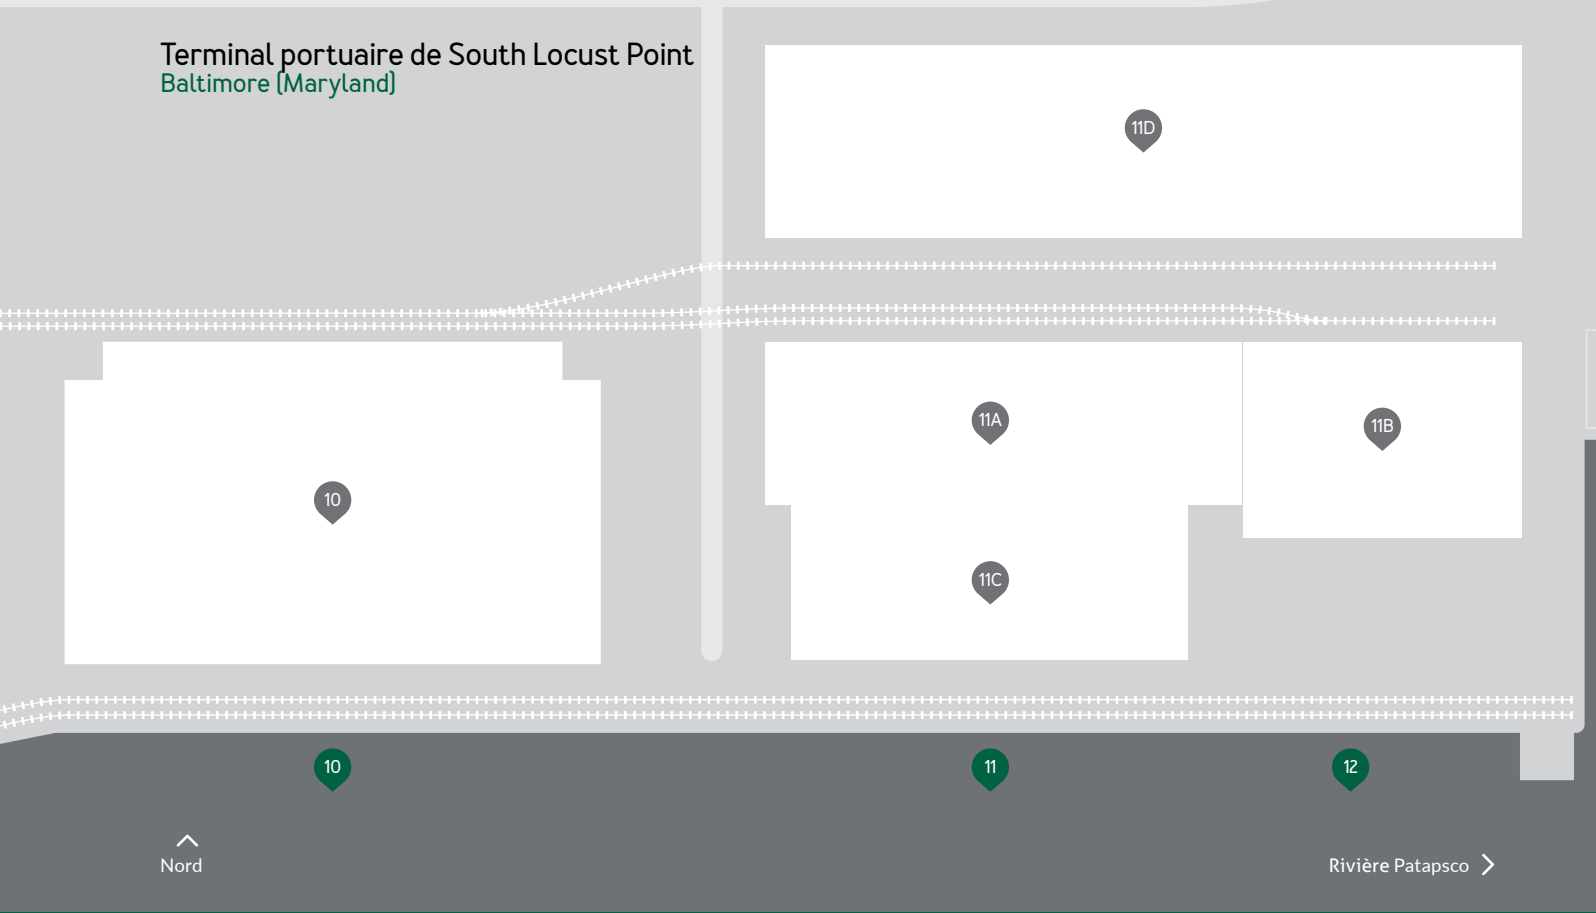 Terminal portuaire de South Locust Point
Baltimore (Maryland)
11D
11A
11B
10
11C
10
11
12
Nord
Rivière Patapsco